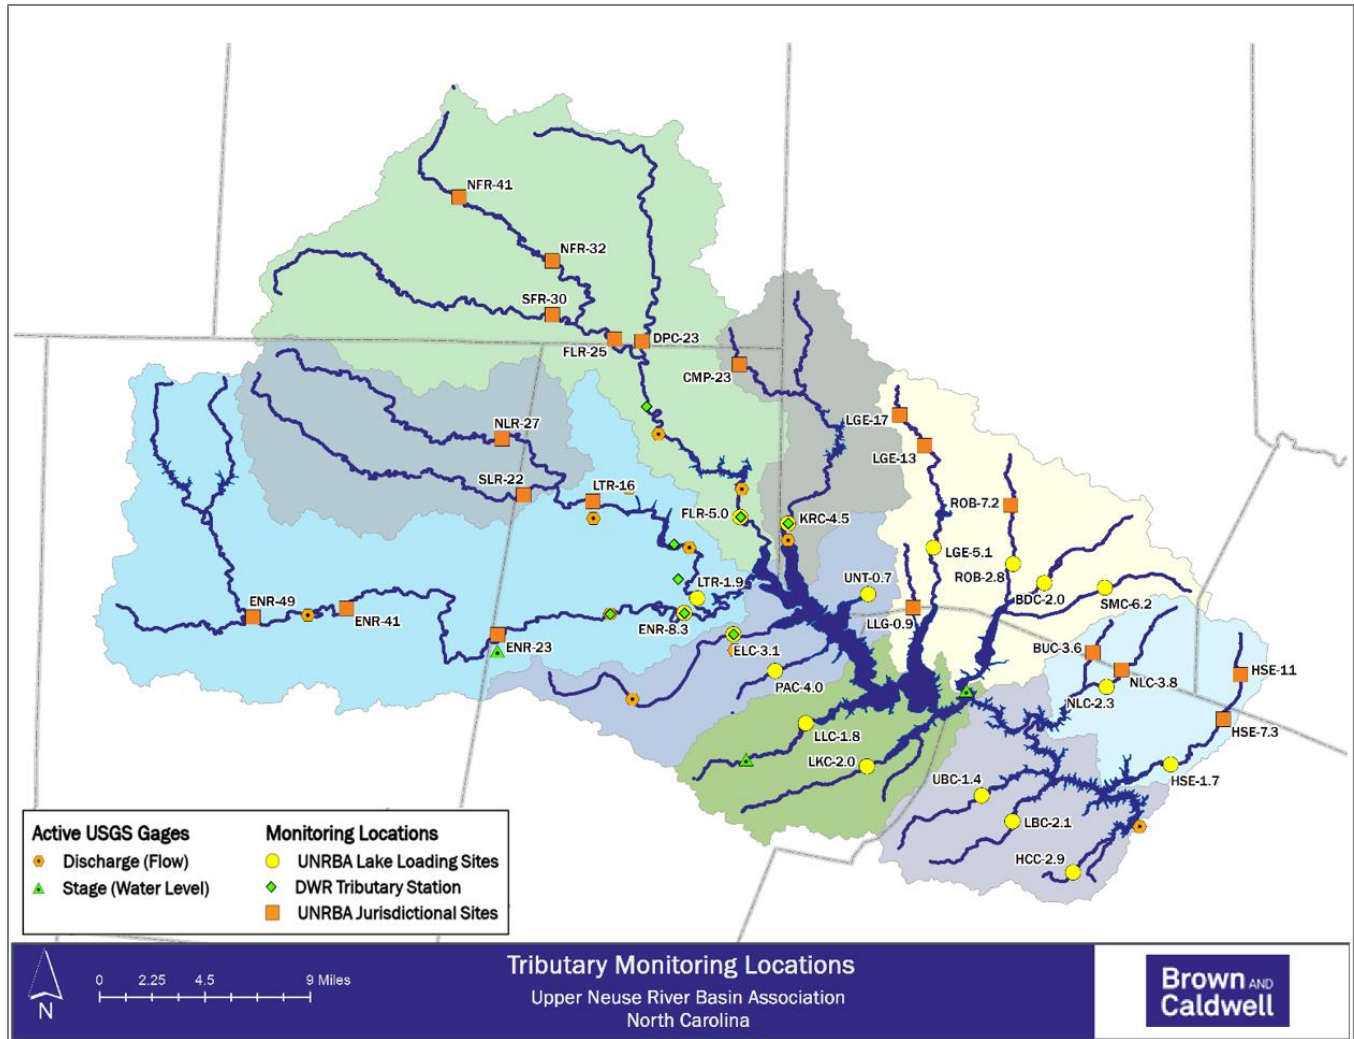 NFR-41
NFR-32
SFR-30
FLR-25
DPC-23
CMP-23
LGE-17
NLR-27
LGE-13
SLR-22
LTR-16
ROB-7.2
FLR-5.0
KRC-4.5
LGE-5.1
LTR-1.9
UNT-0.7
ROB-2.8
BDC-2.0
SMC-6.2
ENR-49
ENR-41
ENR-8.3
LLG-0.9
ENR-23
ELC-3.1
BUC-3.6
PAC-4.0
NLC-3.8
HSE-11
NLC-2.3
LLC-1.8
HSE-7.3
LKC-2.0
UBC-1.4
HSE-1.7
LBC-2.1
HCC-2.9
Active USGS Gages
Discharge (Flow)
Stage (Water Level)
Monitoring Locations
UNRBA Lake Loading Sites
DWR Tributary Station
UNRBA Jurisdictional Sites
N
0 2.25 4.5 9 Miles
Tributary Monitoring Locations
Upper Neuse River Basin Association
North Carolina
Brown AND
Caldwell